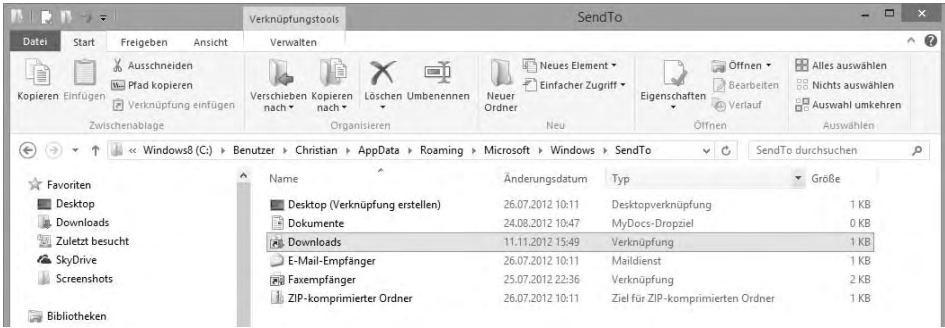 Verknüpfungstools
SendTo
Datei Start Freigeben Ansicht Verwalten
Kopieren Einfügen
Ausschneiden
Pfad kopieren
Verknüpfung einfügen
Zwischenablage
Verschieben nach
Kopieren nach
Löschen
Umbenennen
Organisieren
Neuer Ordner
Neues Element
Einfacher Zugriff
Neu
Eigenschaften
Öffnen
Bearbeiten
Verlauf
Öffnen
Alles auswählen
Nichts auswählen
Auswahl umkehren
Auswählen
« Windows8 (C:) Benutzer Christian AppData Roaming Microsoft Windows SendTo
SendTo durchsuchen
Favoriten
Desktop
Downloads
Zuletzt besucht
SkyDrive
Screenshots
Bibliotheken
Name Änderungsdatum Typ Größe
Desktop (Verknüpfung erstellen) 26.07.2012 10:11 Desktopverknüpfung 1 KB
Dokumente 24.08.2012 10:47 MyDocs-Dropziel 0 KB
Downloads 11.11.2012 15:49 Verknüpfung 1 KB
E-Mail-Empfänger 26.07.2012 10:11 Maildienst 1 KB
Faxempfänger 25.07.2012 22:36 Verknüpfung 2 KB
ZIP-komprimierter Ordner 26.07.2012 10:11 Ziel für ZIP-komprimierten Ordner 1 KB